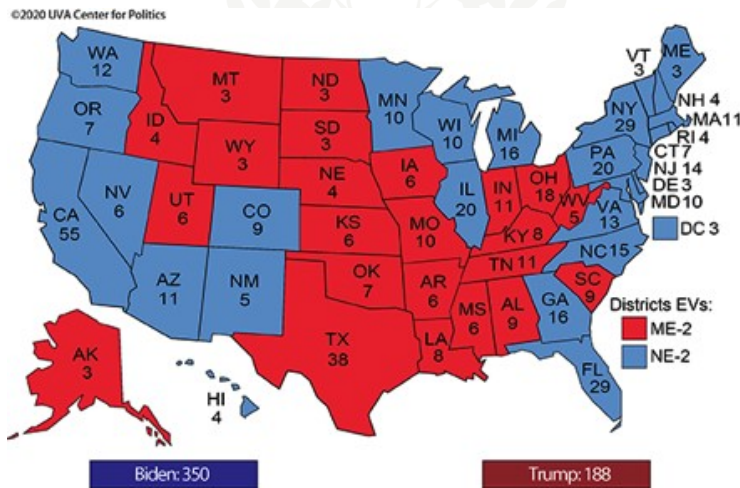 ©2020 UVA Center for Politics
WA
12
OR
7
CA
55
NV
6
ID
4
MT
3
WY
3
UT
6
AZ
11
CO
9
NM
5
ND
3
SD
3
NE
4
KS
6
OK
7
TX
38
MN
10
IA
6
MO
10
AR
6
LA
8
WI
10
IL
20
MI
16
IN
11
OH
18
KY 8
TN 11
MS
6
AL
9
GA
16
FL
29
SC
9
NC 15
VA
13
WV
5
PA
20
NY
29
VT
3
ME
3
NH 4
MA 11
RI 4
CT 7
NJ 14
DE 3
MD 10
DC 3
AK
3
HI
4
Districts EVs:
ME-2
NE-2
Biden: 350
Trump: 188